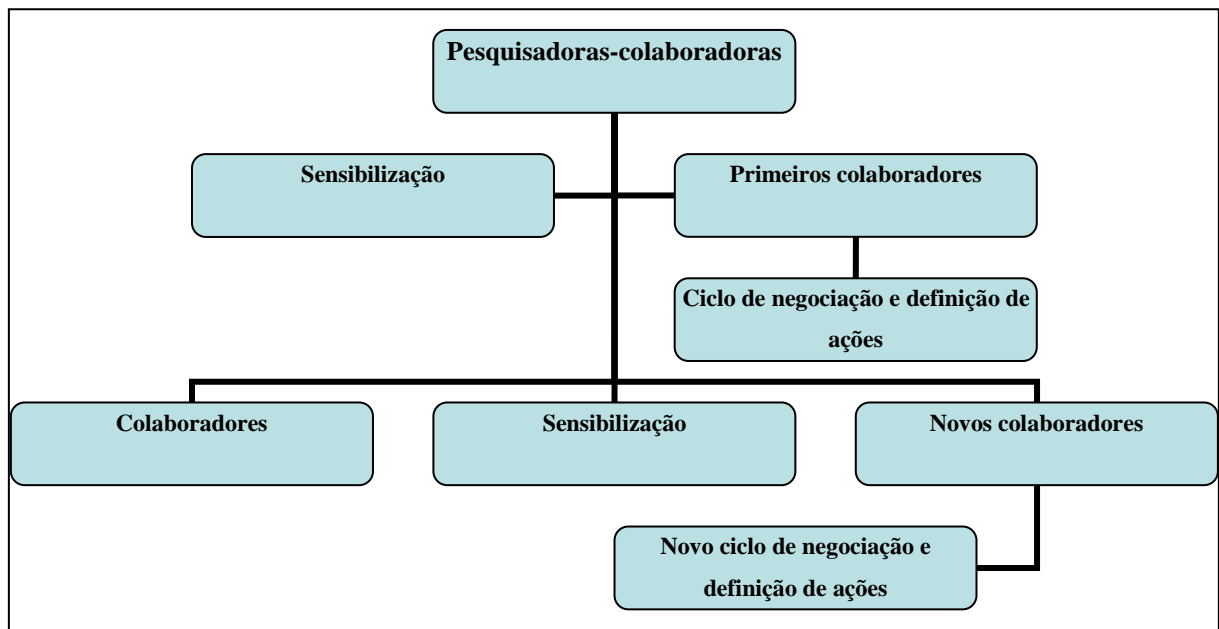 Pesquisadoras-colaboradoras
Sensibilização
Primeiros colaboradores
Ciclo de negociação e definição de
ações
Colaboradores
Sensibilização
Novos colaboradores
Novo ciclo de negociação e
definição de ações